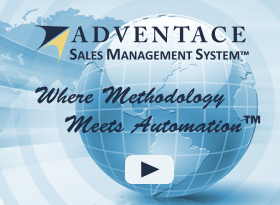 ADVENTACE
SALES MANAGEMENT SYSTEM™
Where Methodology
Meets Automation™